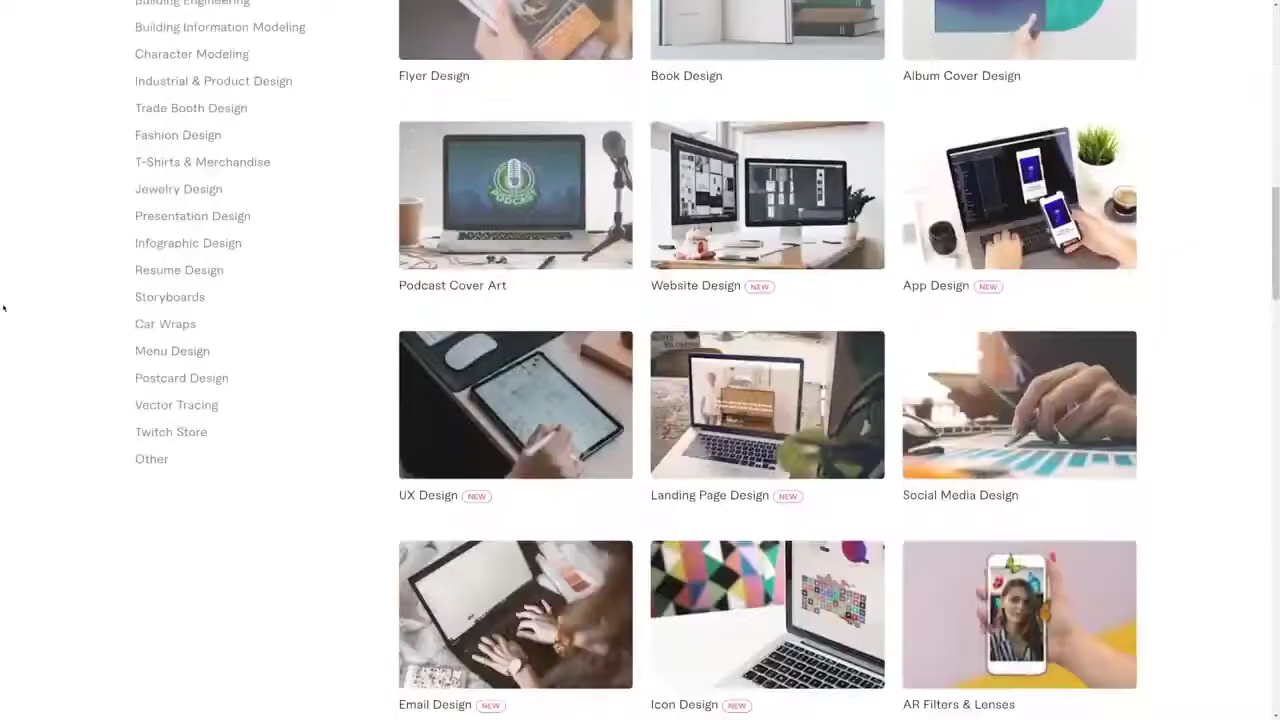 Building Engineering
Building Information Modeling
Character Modeling
Industrial & Product Design
Trade Booth Design
Fashion Design
T-Shirts & Merchandise
Jewelry Design
Presentation Design
Infographic Design
Resume Design
Storyboards
Car Wraps
Menu Design
Postcard Design
Vector Tracing
Twitch Store
Other
Flyer Design
Book Design
Album Cover Design
PODCAST
Podcast Cover Art
Website Design NEW
App Design NEW
UX Design NEW
Landing Page Design NEW
Social Media Design
Email Design NEW
Icon Design NEW
AR Filters & Lenses